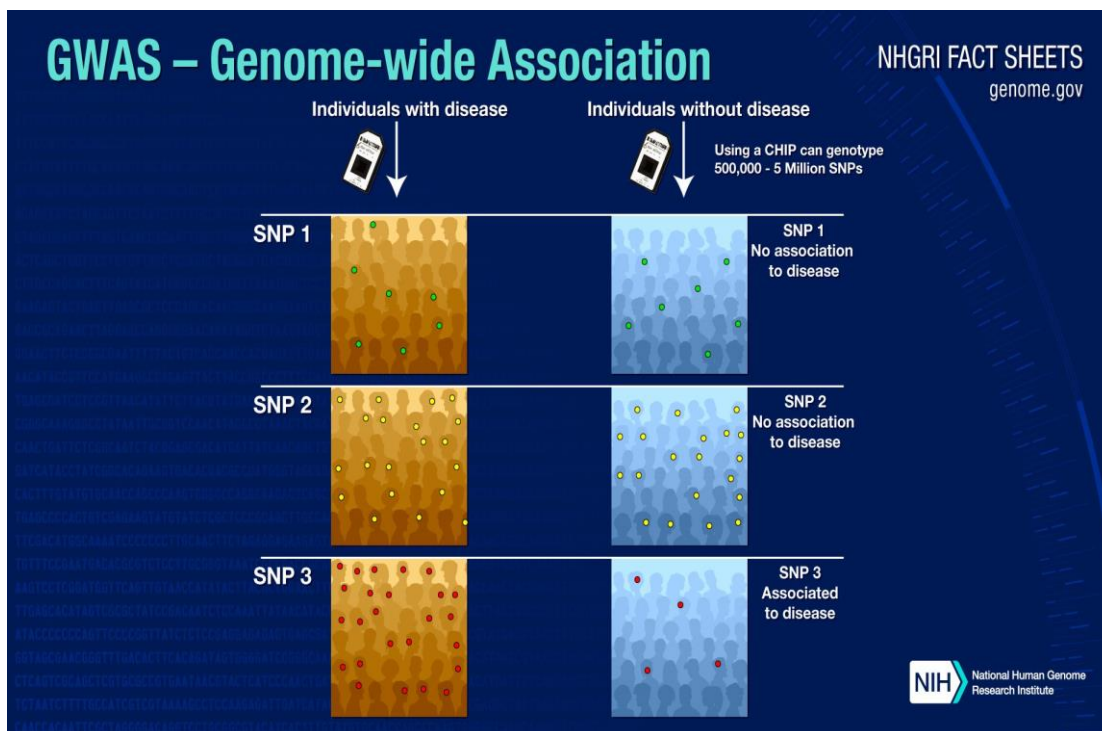 GWAS – Genome-wide Association
NHGRI FACT SHEETS
genome.gov
Individuals with disease
Individuals without disease
Using a CHIP can genotype
500,000 - 5 Million SNPs
SNP 1
SNP 1
No association
to disease
SNP 2
SNP 2
No association
to disease
SNP 3
SNP 3
Associated
to disease
NIH
National Human Genome
Research Institute